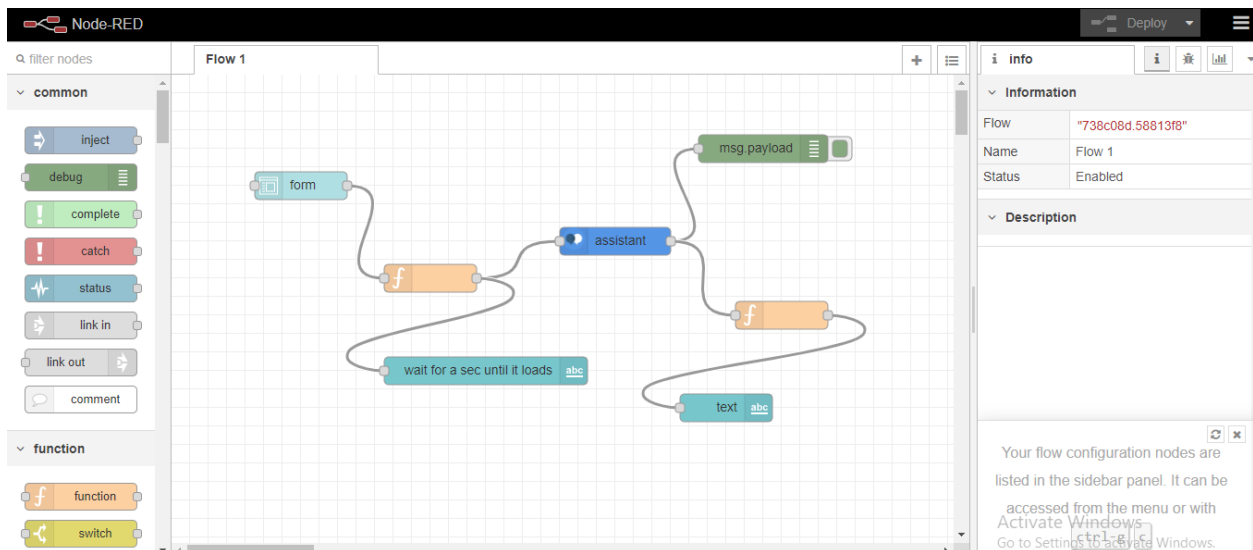 Node-RED
Deploy
filter nodes
Flow 1
info
common
inject
debug
complete
catch
status
link in
link out
comment
function
function
switch
form
assistant
msg.payload
wait for a sec until it loads
abc
text
abc
Information
Flow
"738c08d.58813f8"
Name
Flow 1
Status
Enabled
Description
Your flow configuration nodes are
listed in the sidebar panel. It can be
accessed from the menu or with
ctrl-g
c
Activate Windows
Go to Settings to activate Windows.